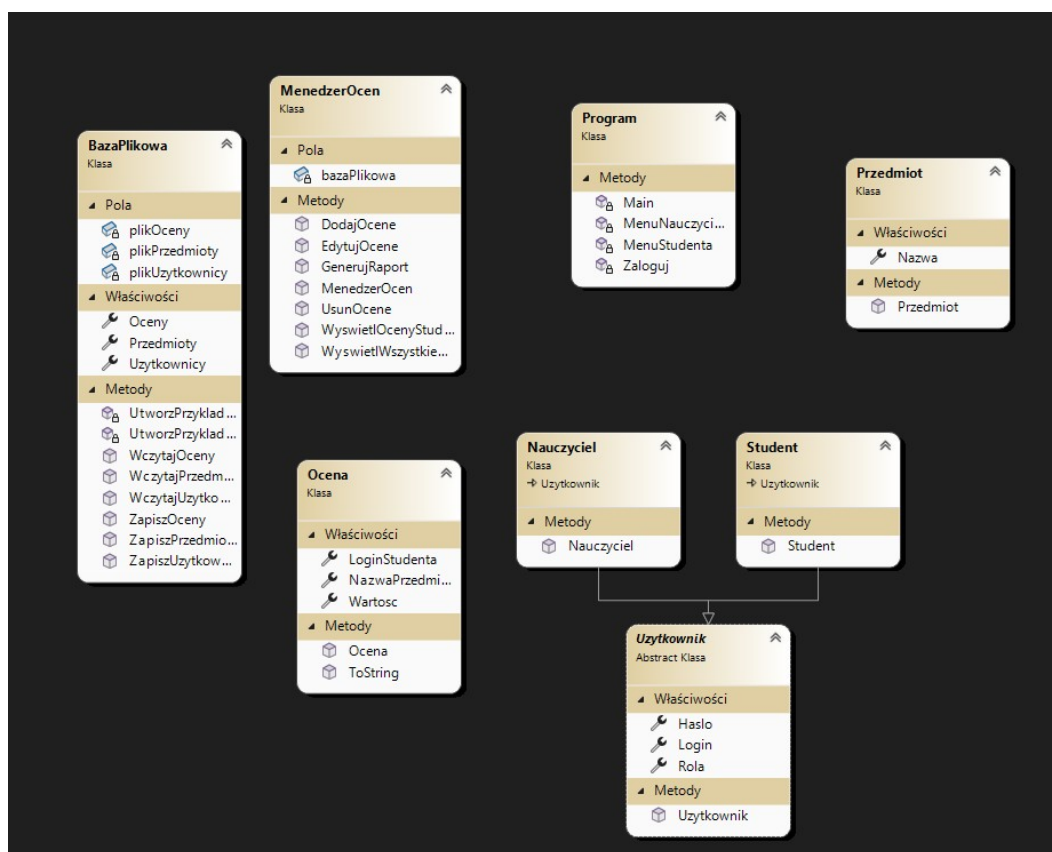 BazaPlikowa
Klasa
Pola
plikOceny
plikPrzedmioty
plikUzytkownicy
Właściwości
Oceny
Przedmioty
Uzytkownicy
Metody
UtworzPrzyklad...
UtworzPrzyklad...
WczytajOceny
WczytajPrzedm...
WczytajUzytko...
ZapiszOceny
ZapiszPrzedmio...
ZapiszUzytkow...
MenedzerOcen
Klasa
Pola
bazaPlikowa
Metody
DodajOcene
EdytujOcene
GenerujRaport
MenedzerOcen
UsunOcene
WyswietlOcenyStud...
WyswietlWszystkie...
Program
Klasa
Metody
Main
MenuNauczyci...
MenuStudenta
Zaloguj
Przedmiot
Klasa
Właściwości
Nazwa
Metody
Przedmiot
Ocena
Klasa
Właściwości
LoginStudenta
NazwaPrzedmi...
Wartosc
Metody
Ocena
ToString
Nauczyciel
Klasa
Uzytkownik
Metody
Nauczyciel
Student
Klasa
Uzytkownik
Metody
Student
Uzytkownik
Abstract Klasa
Właściwości
Haslo
Login
Rola
Metody
Uzytkownik